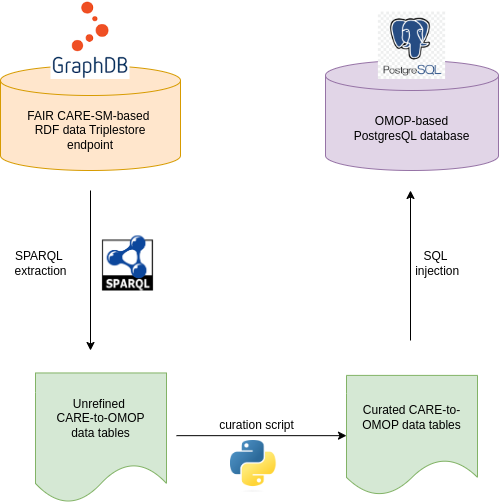 GraphDB
FAIR CARE-SM-based
RDF data Triplestore
endpoint
PostgreSQL
OMOP-based
PostgresQL database
SPARQL
extraction
SPARQL
SQL
injection
Unrefined
CARE-to-OMOP
data tables
curation script
Curated CARE-to-
OMOP data tables